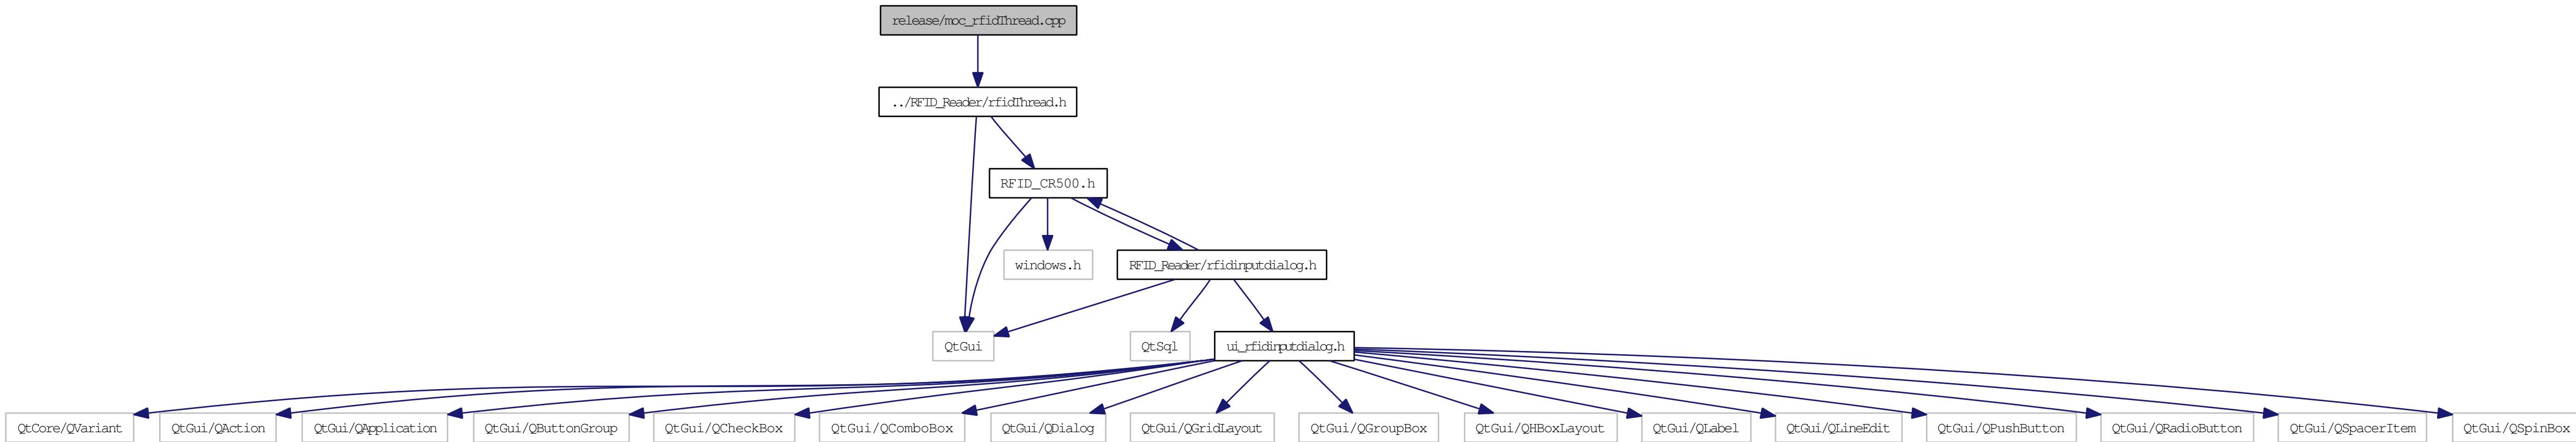 release/moc_rfidThread.cpp
../RFID_Reader/rfidThread.h
RFID_CR500.h
windows.h
RFID_Reader/rfidinputdialog.h
QtGui
QtSql
ui_rfidinputdialog.h
QtCore/QVariant
QtGui/QAction
QtGui/QApplication
QtGui/QButtonGroup
QtGui/QCheckBox
QtGui/QComboBox
QtGui/QDialog
QtGui/QGridLayout
QtGui/QGroupBox
QtGui/QHBoxLayout
QtGui/QLabel
QtGui/QLineEdit
QtGui/QPushButton
QtGui/QRadioButton
QtGui/QSpacerItem
QtGui/QSpinBox